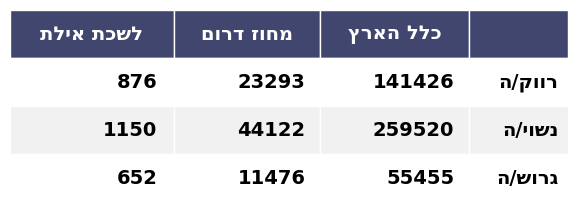 כלל הארץ מחוז דרום לשכת אילת
רווק/ה 141426 23293 876
נשוי/ה 259520 44122 1150
גרוש/ה 55455 11476 652